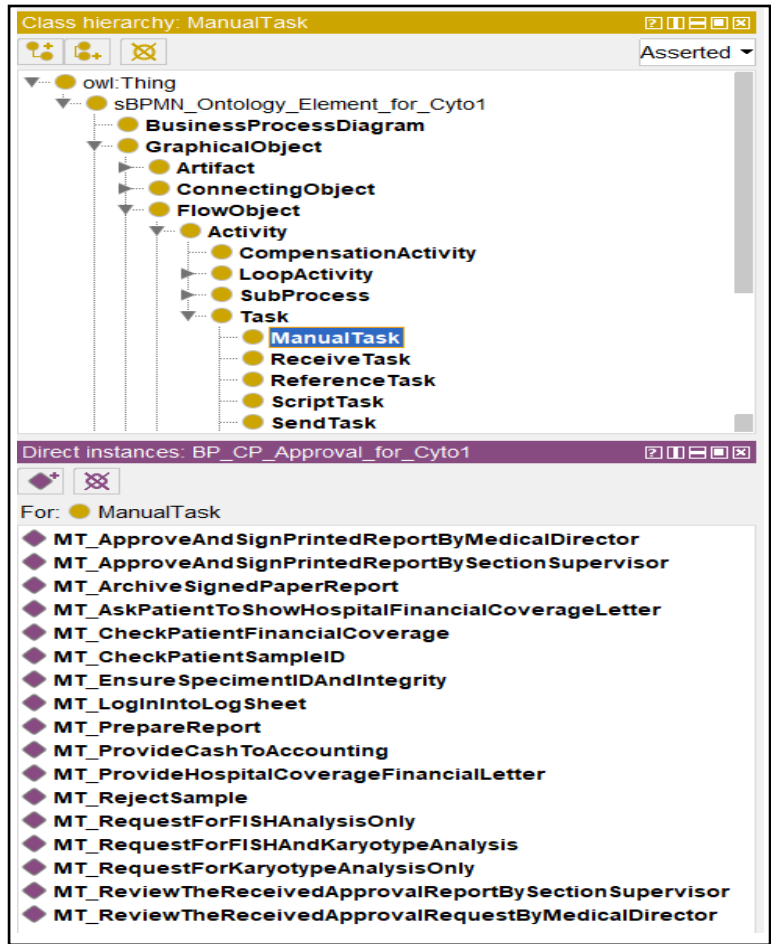 Class hierarchy: ManualTask
Asserted
owl:Thing
sBPMN_Ontology_Element_for_Cyto1
BusinessProcessDiagram
GraphicalObject
Artifact
ConnectingObject
FlowObject
Activity
CompensationActivity
LoopActivity
SubProcess
Task
ManualTask
ReceiveTask
ReferenceTask
ScriptTask
SendTask
Direct instances: BP_CP_Approval_for_Cyto1
For: ManualTask
MT_ApproveAndSignPrintedReportByMedicalDirector
MT_ApproveAndSignPrintedReportBySectionSupervisor
MT_ArchiveSignedPaperReport
MT_AskPatientToShowHospitalFinancialCoverageLetter
MT_CheckPatientFinancialCoverage
MT_CheckPatientSampleID
MT_EnsureSpecimentIDAndIntegrity
MT_LogInIntoLogSheet
MT_PrepareReport
MT_ProvideCashToAccounting
MT_ProvideHospitalCoverageFinancialLetter
MT_RejectSample
MT_RequestForFISHAnalysisOnly
MT_RequestForFISHAndKaryotypeAnalysis
MT_RequestForKaryotypeAnalysisOnly
MT_ReviewTheReceivedApprovalReportBySectionSupervisor
MT_ReviewTheReceivedApprovalRequestByMedicalDirector